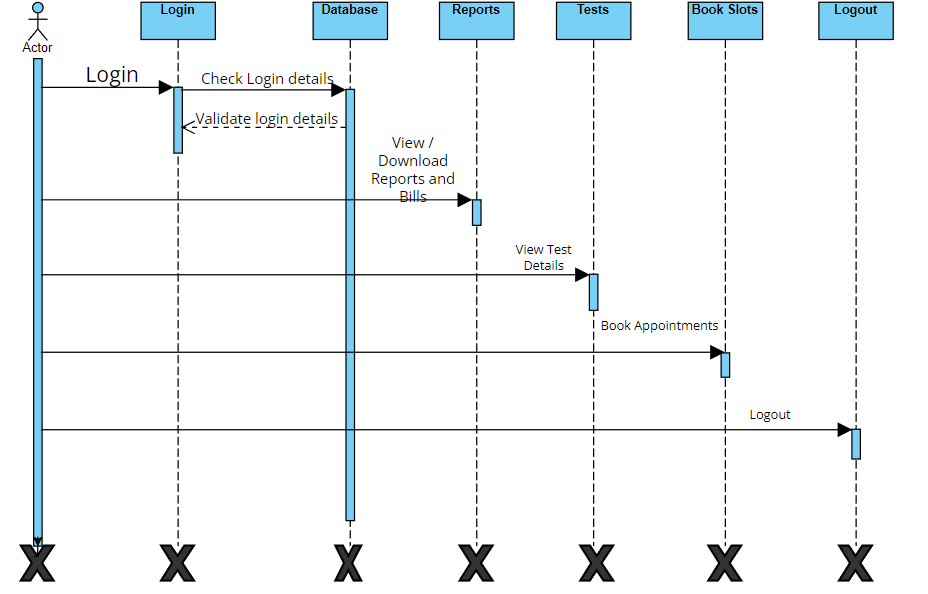 Login
Database
Reports
Tests
Book Slots
Logout
Actor
Login
Check Login details
Validate login details
View /
Download
Reports and
Bills
View Test
Details
Book Appointments
Logout